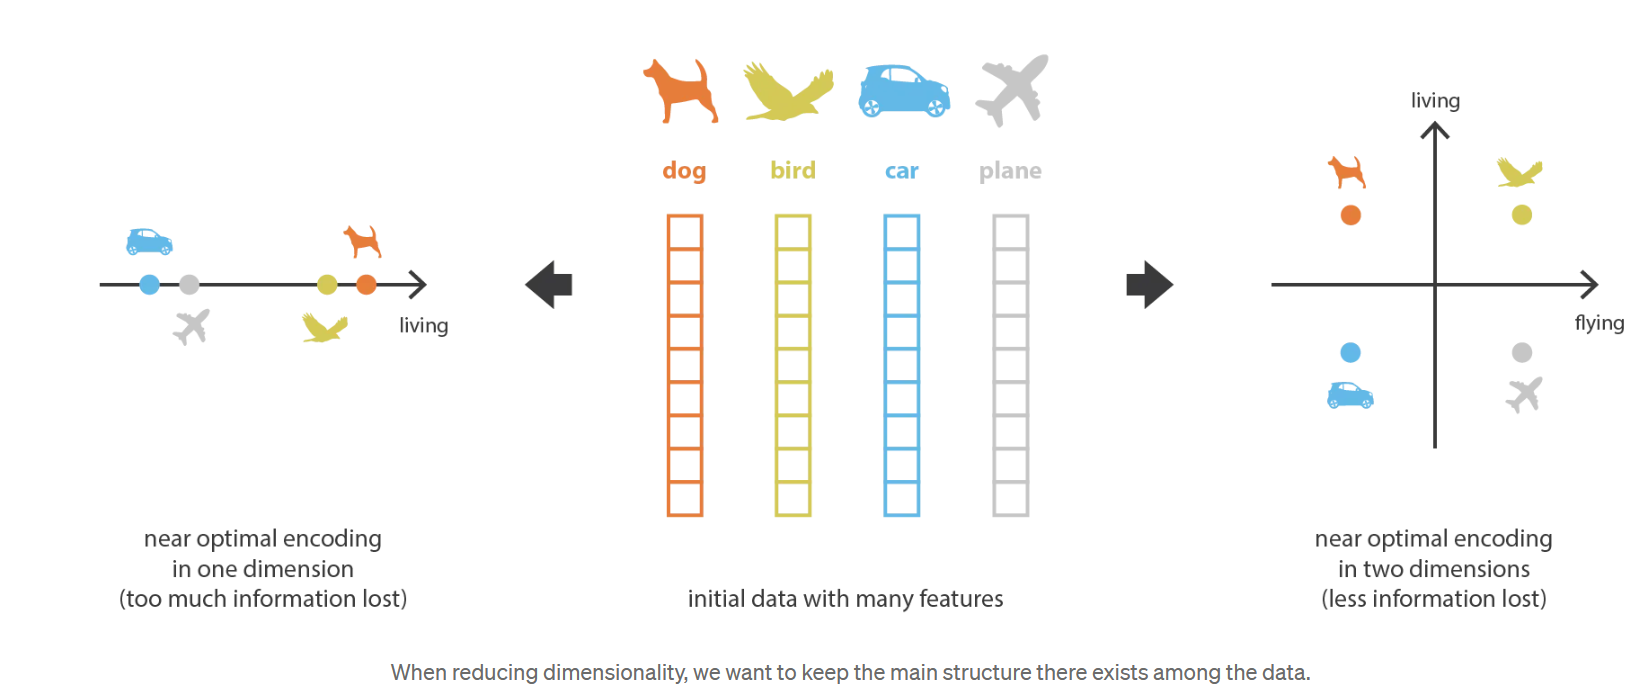 dog
bird
car
plane
living
living
flying
near optimal encoding
in one dimension
(too much information lost)
initial data with many features
near optimal encoding
in two dimensions
(less information lost)
When reducing dimensionality, we want to keep the main structure there exists among the data.